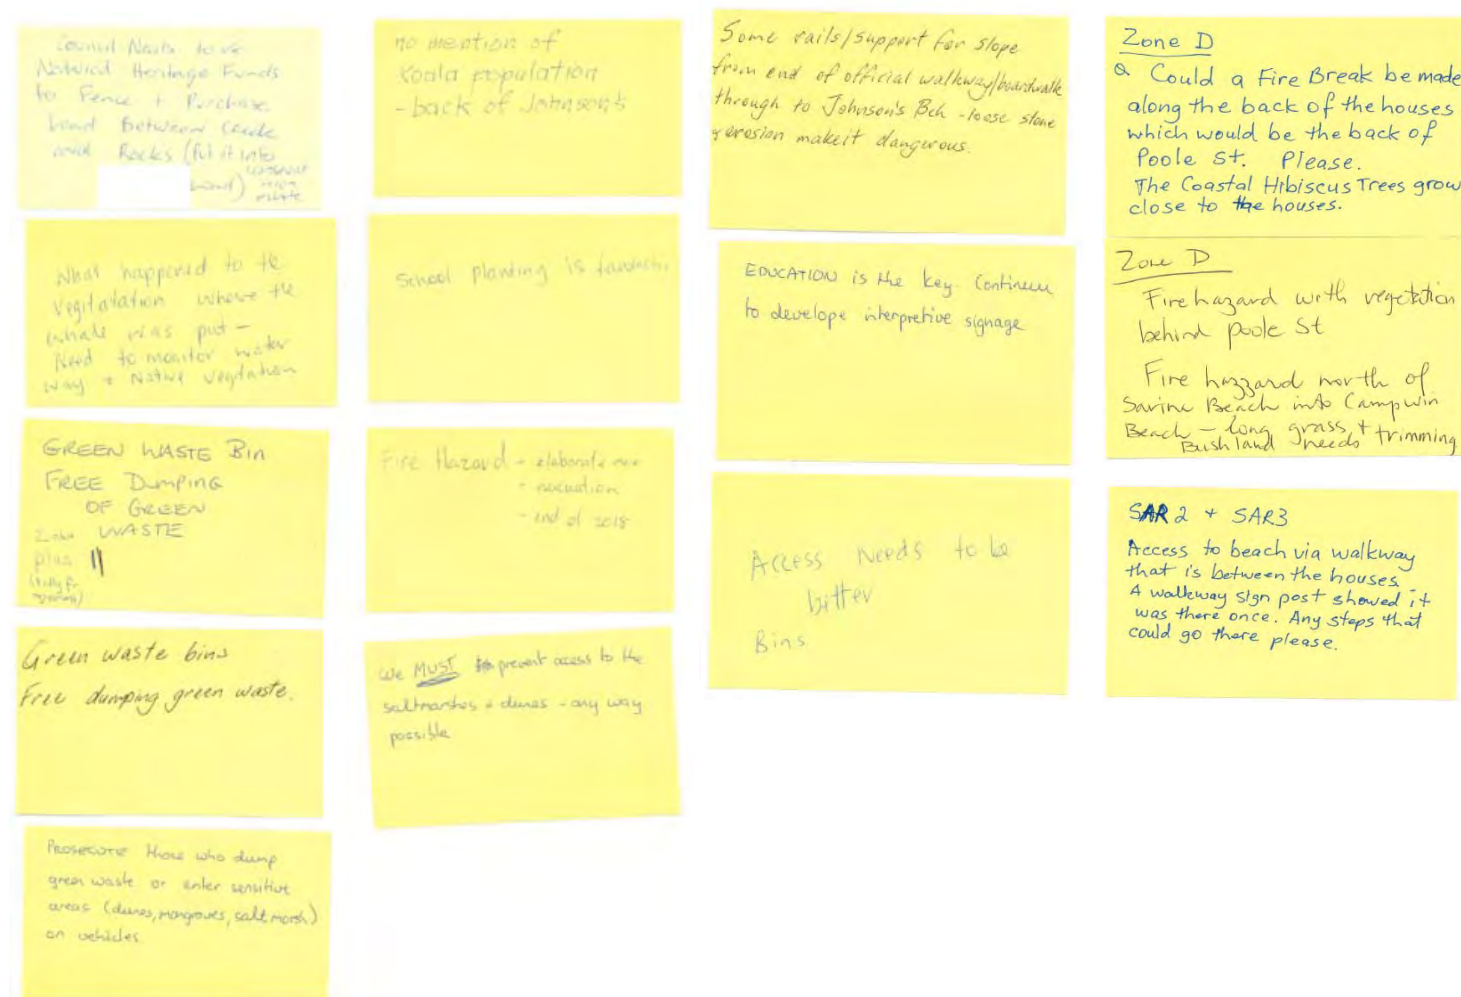 Council Needs to use
Natural Heritage Funds
to Fence + Purchase
Land Between Creek
and Rocks (Put it into
Land)
What happened to the
Vegitatation where the
whale was put -
Need to monitor water
way + Native Vegitation
GREEN WASTE Bin
FREE Dumping
OF GREEN
WASTE
plus ||
Green waste bins
Free dumping green waste.
PROSECUTE those who dump
green waste or enter sensitive
areas (dunes, mangroves, salt marsh)
on vehicles
no mention of
Koala population
- back of Johnson's
School planting is fantastic
Fire Hazard - elaborate
- evacuation
- end of 2018
We MUST prevent access to the
saltmarshes + dunes - any way
possible
Some rails/support for slope
from end of official walkway/boardwalk
through to Johnson's Bch - loose stone
+ erosion make it dangerous.
EDUCATION is the key. Continue
to develope interpretive signage
Access Needs to be
better
Bins
Zone D
Q Could a Fire Break be made
along the back of the houses
which would be the back of
Poole St. Please.
The Coastal Hibiscus Trees grow
close to the houses.
Zone D
Fire hazard with vegetation
behind poole St
Fire hazzard north of
Sarina Beach into Campwin
Beach - long grass +
Bushland needs trimming
SAR 2 + SAR3
Access to beach via walkway
that is between the houses
A walkway sign post showed it
was there once. Any steps that
could go there please.